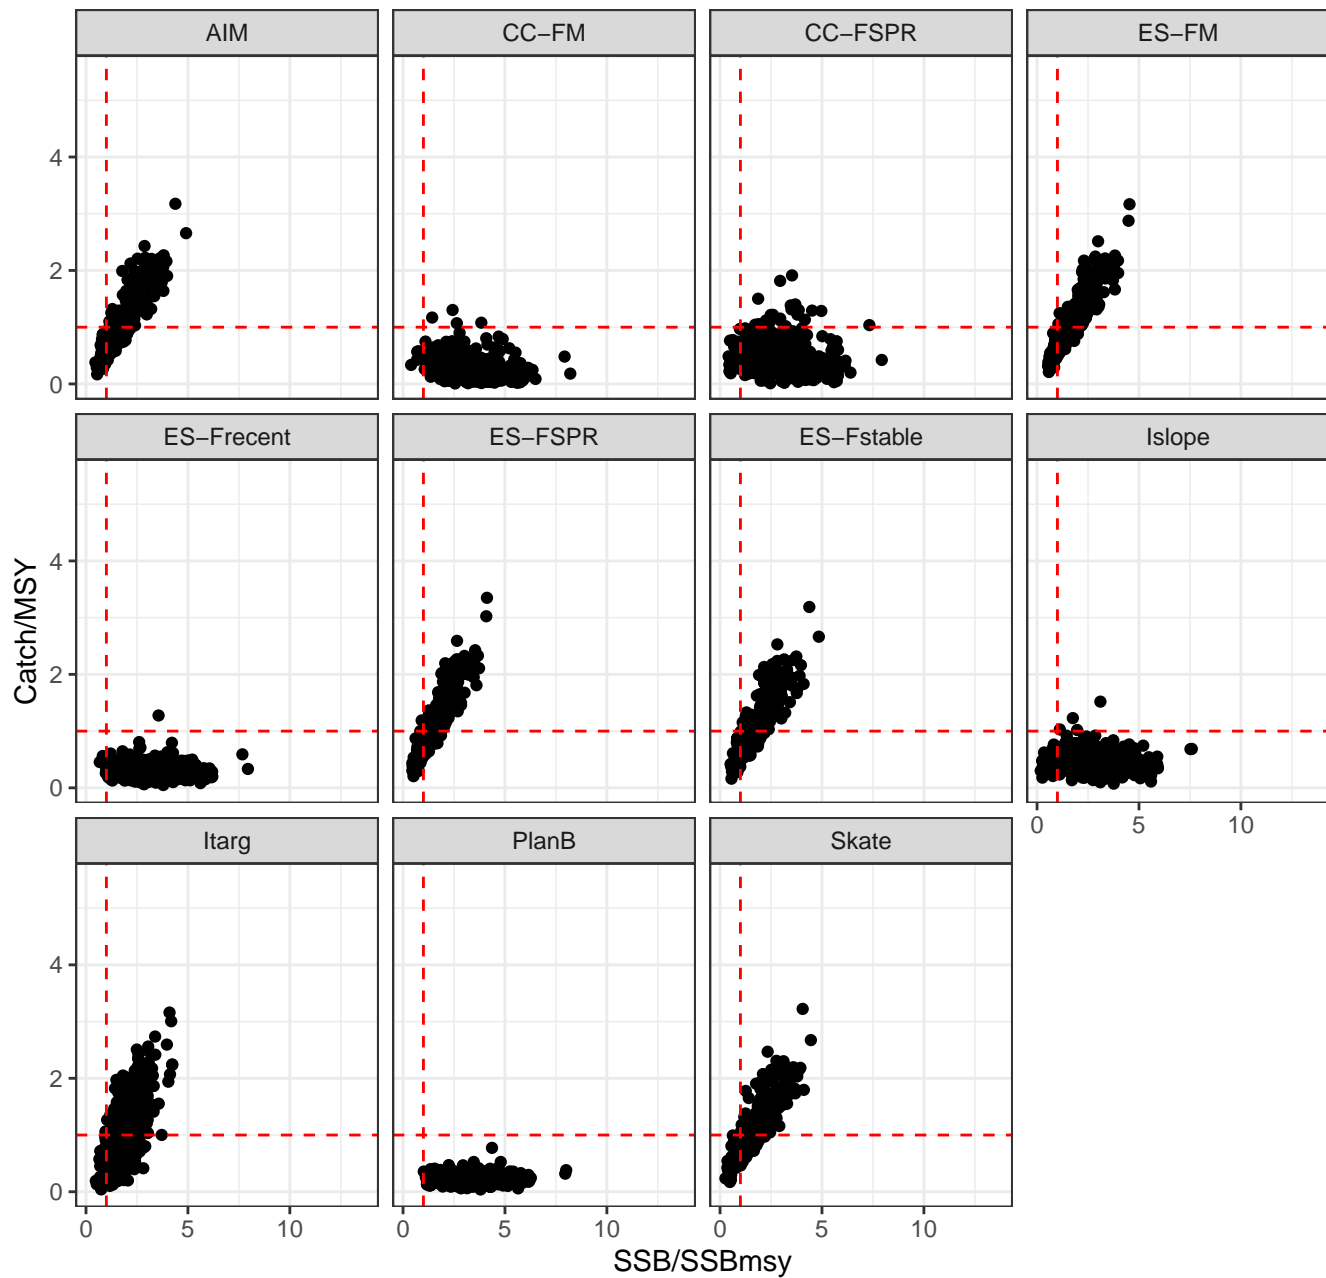 AIM
CC−FM
CC−FSPR
ES−FM
4
2
0
ES−Frecent
ES−FSPR
ES−Fstable
Islope
4
2
0
0 5 10
Itarg
PlanB
Skate
4
2
0
0 5 10
0 5 10
0 5 10
Catch/MSY
SSB/SSBmsy